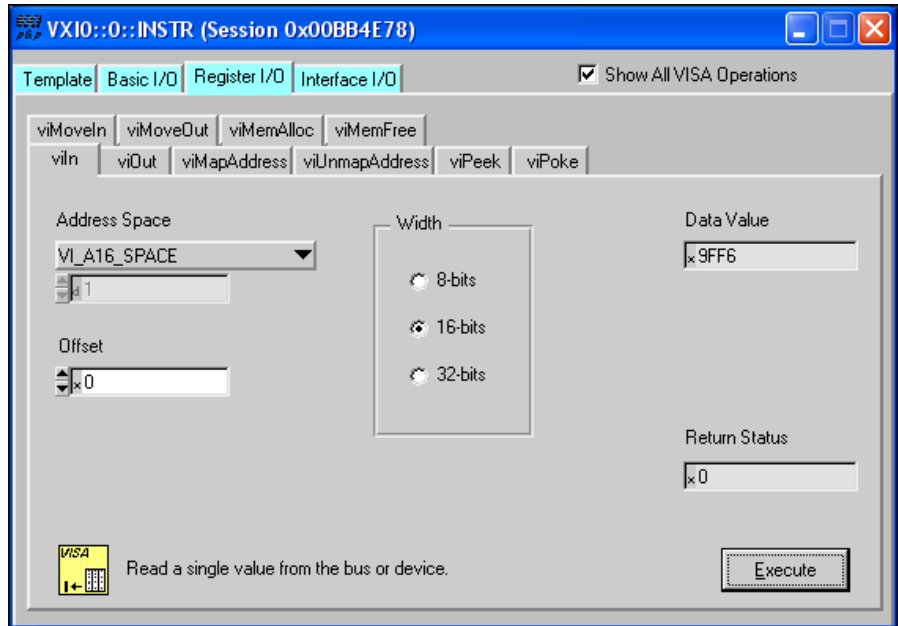 VXI0::0::INSTR (Session 0x00BB4E78)
Template Basic I/O Register I/O Interface I/O Show All VISA Operations
viMoveIn viMoveOut viMemAlloc viMemFree
viIn viOut viMapAddress viUnmapAddress viPeek viPoke
Address Space
VI_A16_SPACE
d 1
Offset
x 0
Width
8-bits
16-bits
32-bits
Data Value
x 9FF6
Return Status
x 0
VISA
Read a single value from the bus or device.
Execute